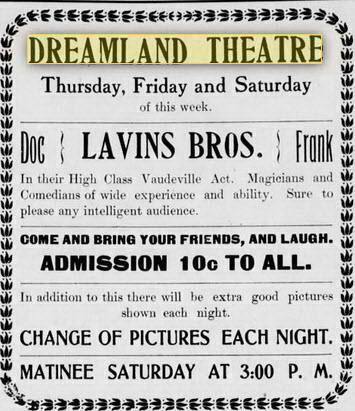 DREAMLAND THEATRE
Thursday, Friday and Saturday
of this week.
Doc { LAVINS BROS. } Frank
In their High Class Vaudeville Act. Magicians and
Comedians of wide experience and ability. Sure to
please any intelligent audience.
COME AND BRING YOUR FRIENDS, AND LAUGH.
ADMISSION 10c TO ALL.
In addition to this there will be extra good pictures
shown each night.
CHANGE OF PICTURES EACH NIGHT.
MATINEE SATURDAY AT 3:00 P. M.